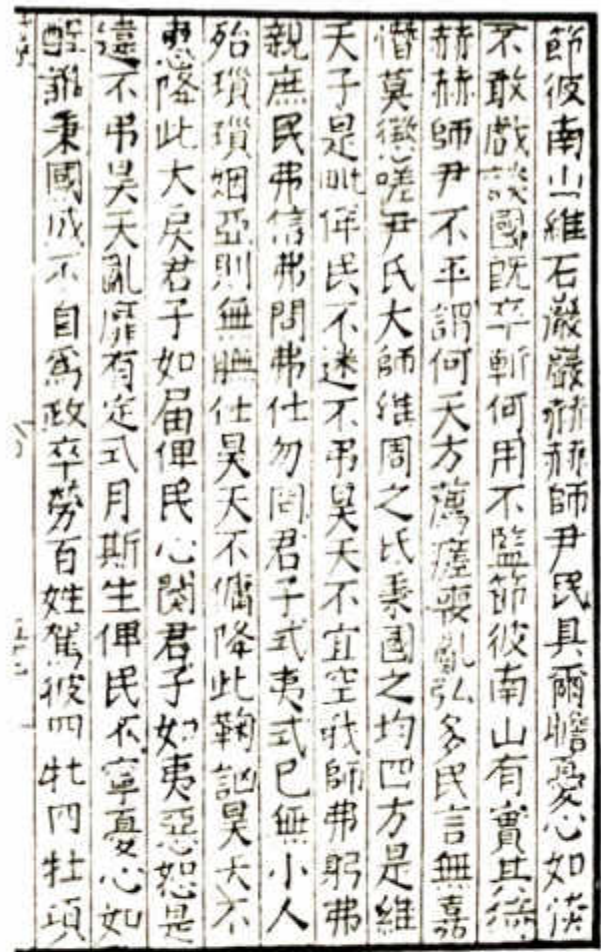 節彼南山維石巖巖赫赫師尹民具爾瞻憂心如惔
不敢戲談國既卒斬何用不監節彼南山有實其猗
赫赫師尹不平謂何天方薦瘥喪亂弘多民言無嘉
憯莫懲嗟尹氏大師維周之氐秉國之均四方是維
天子是毗俾民不迷不弔昊天不宜空我師弗躬弗
親庶民弗信弗問弗仕勿罔君子式夷式已無小人
殆瑣瑣姻亞則無膴仕昊天不傭降此鞠訩昊天不
惠降此大戾君子如届俾民心闋君子如夷惡怒是
違不弔昊天亂靡有定式月斯生俾民不寧憂心如
酲誰秉國成不自爲政卒勞百姓駕彼四牡四牡項